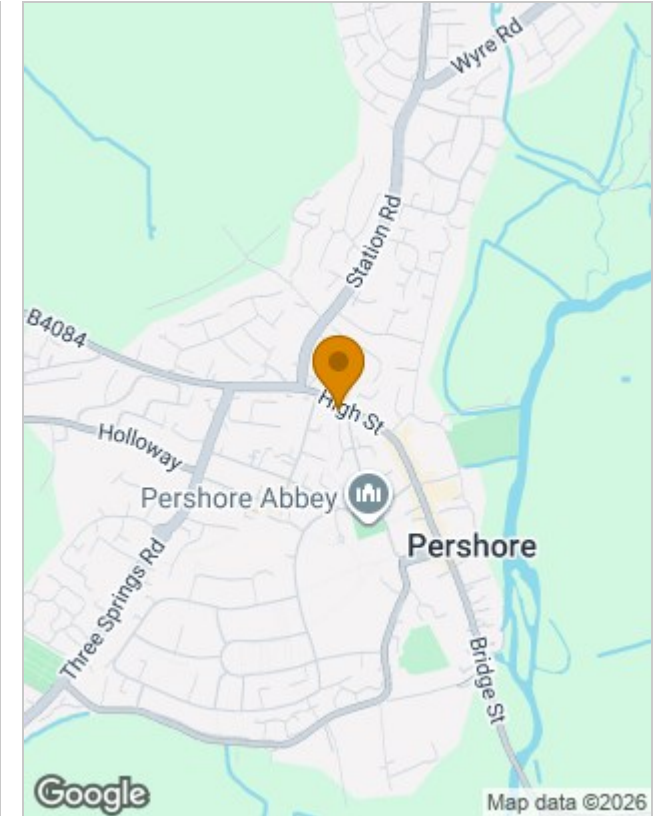 Wyre Rd
Station Rd
B4084
High St
Holloway
Pershore Abbey
Pershore
Three Springs Rd
Bridge St
Google
Map data ©2026